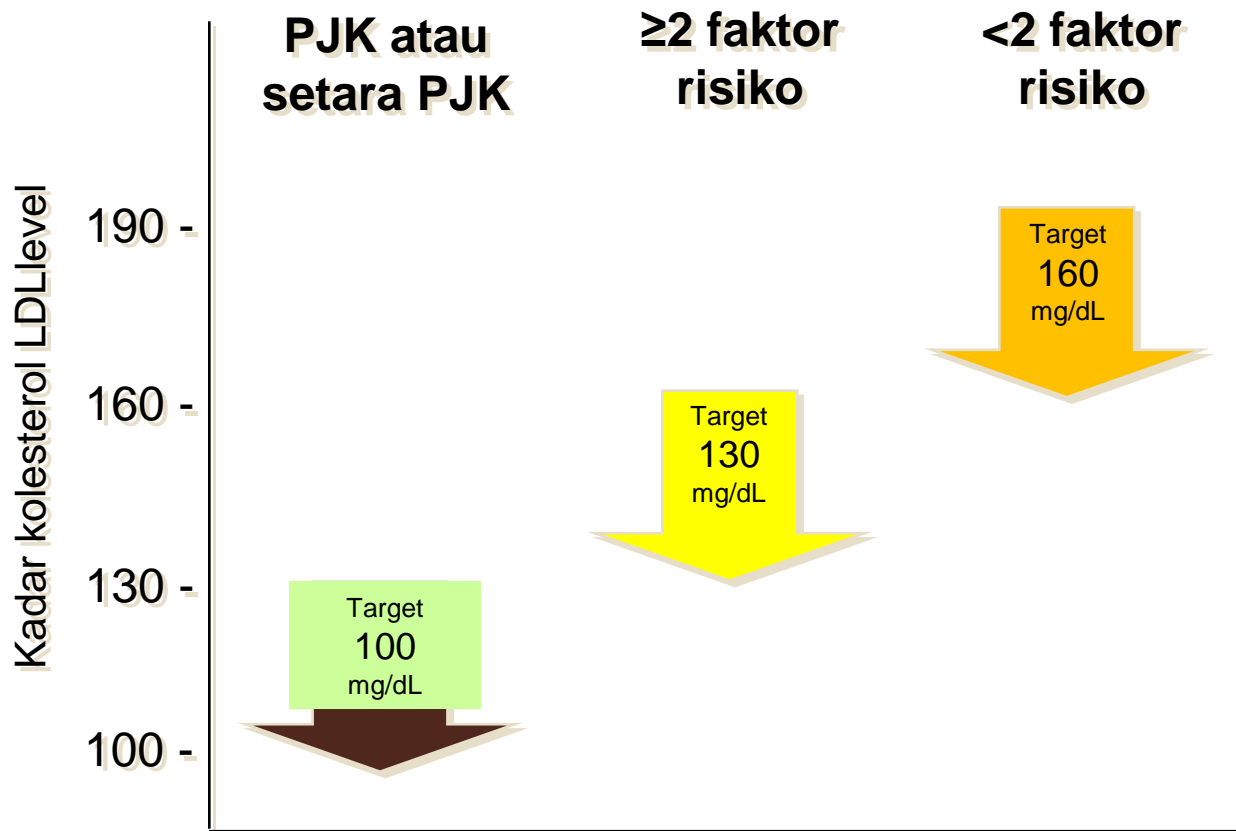 PJK atau
setara PJK
≥2 faktor
risiko
<2 faktor
risiko
Kadar kolesterol LDLlevel
190 -
160 -
130 -
100 -
Target
100
mg/dL
Target
130
mg/dL
Target
160
mg/dL